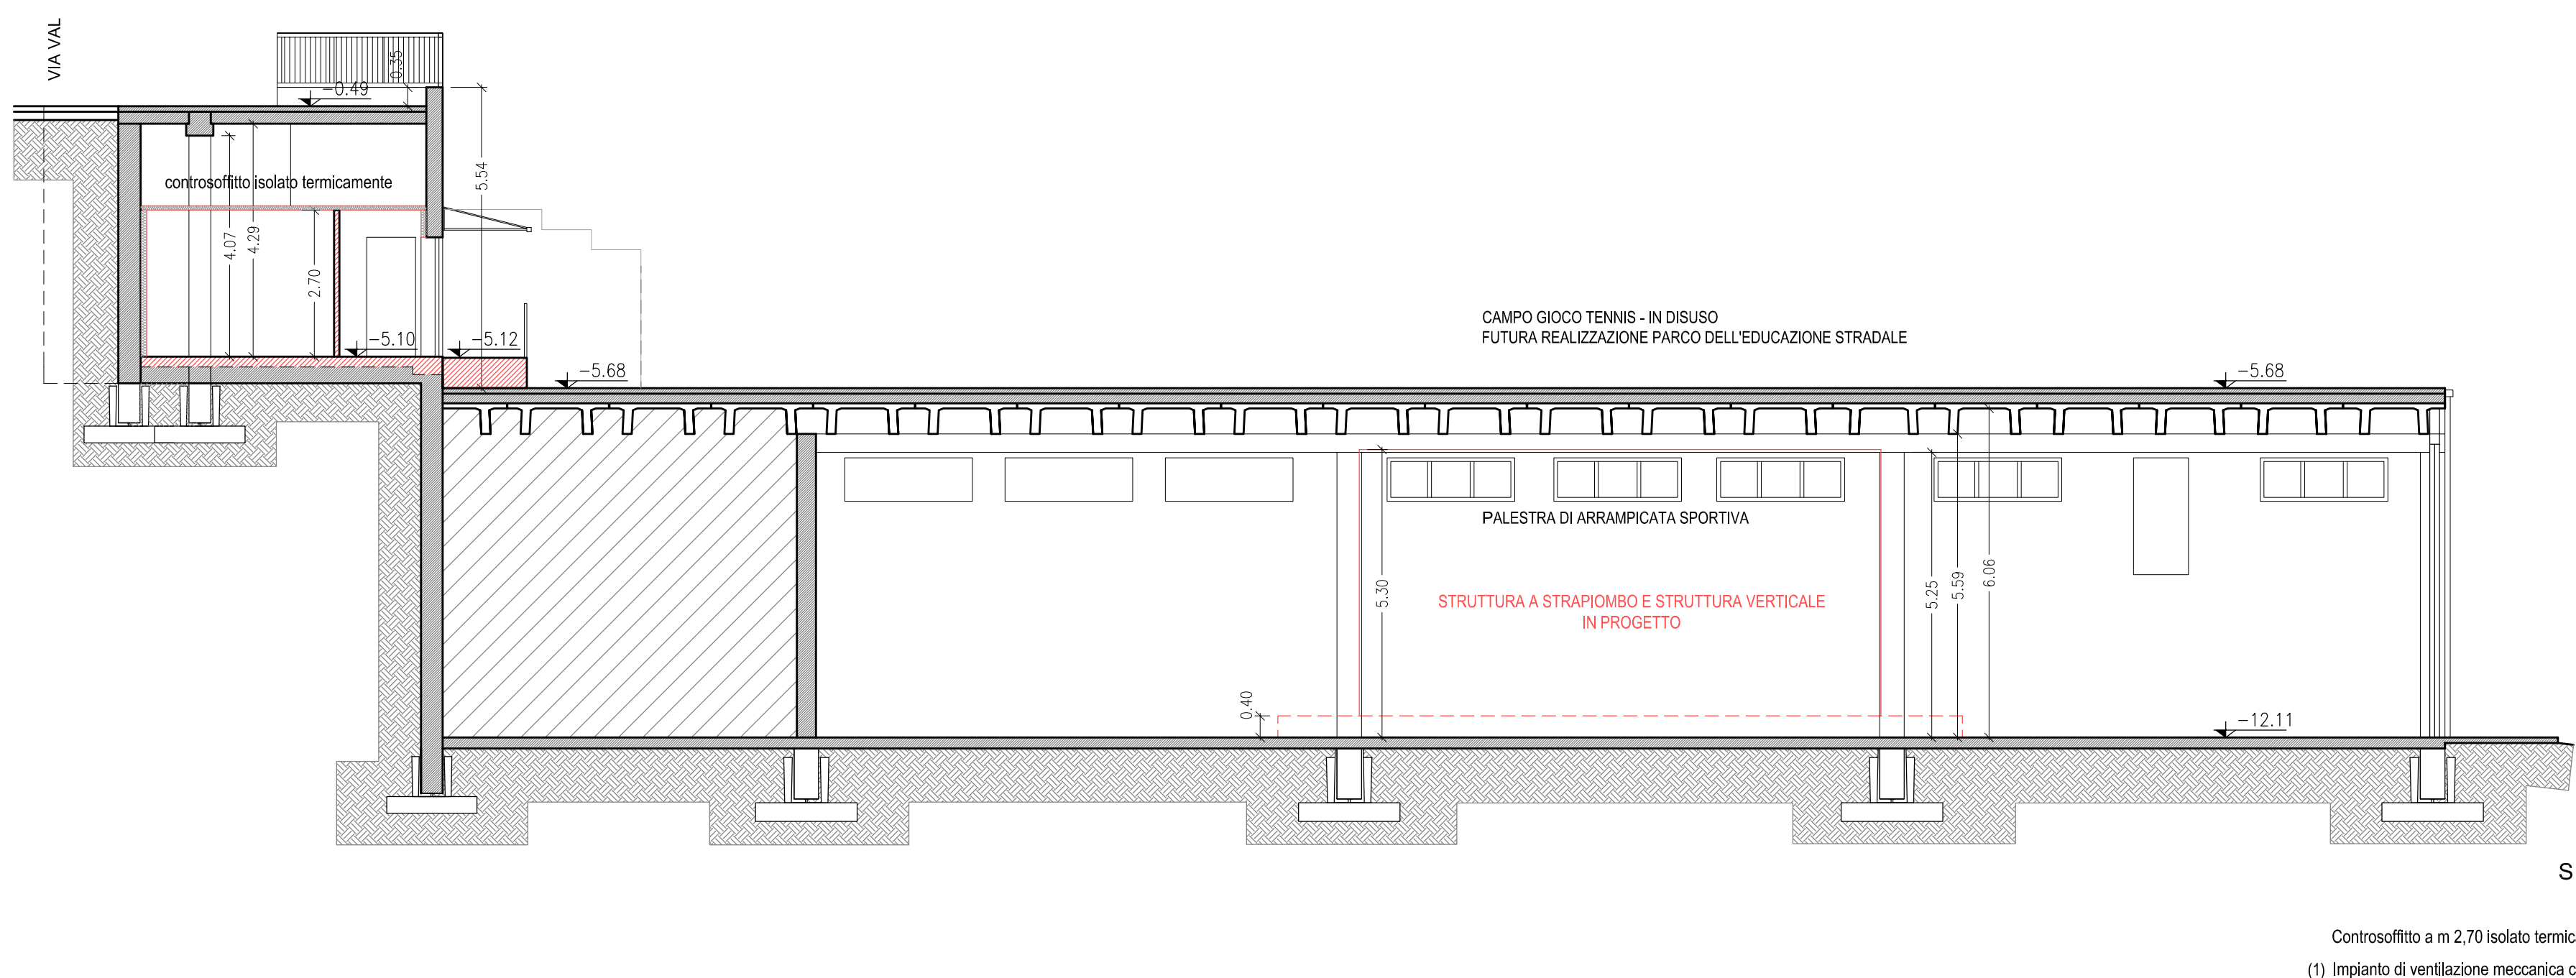 VIA VAL
0.35
−0.49
5.54
controsoffitto isolato termicamente
4.07
4.29
2.70
−5.10
−5.12
−5.68
CAMPO GIOCO TENNIS - IN DISUSO
FUTURA REALIZZAZIONE PARCO DELL'EDUCAZIONE STRADALE
−5.68
PALESTRA DI ARRAMPICATA SPORTIVA
5.30
STRUTTURA A STRAPIOMBO E STRUTTURA VERTICALE
IN PROGETTO
5.25
5.59
6.06
0.40
−12.11
S
Controsoffitto a m 2,70 isolato termica
(1) Impianto di ventilazione meccanica c